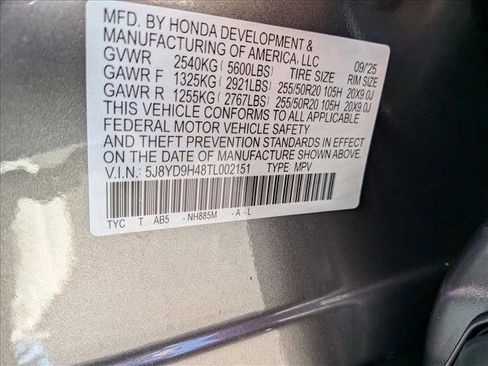 MFD. BY HONDA DEVELOPMENT &
MANUFACTURING OF AMERICA, LLC 09/'25
GVWR 2540KG (5600LBS) TIRE SIZE RIM SIZE
GAWR F 1325KG (2921LBS) 255/50R20 105H 20X9.0J
GAWR R 1255KG (2767LBS) 255/50R20 105H 20X9.0J
THIS VEHICLE CONFORMS TO ALL APPLICABLE
FEDERAL MOTOR VEHICLE SAFETY
AND THEFT PREVENTION STANDARDS IN EFFECT
ON THE DATE OF MANUFACTURE SHOWN ABOVE.
V.I.N.: 5J8YD9H48TL002151 TYPE: MPV
TYC T AB5 -NH885M -A -L